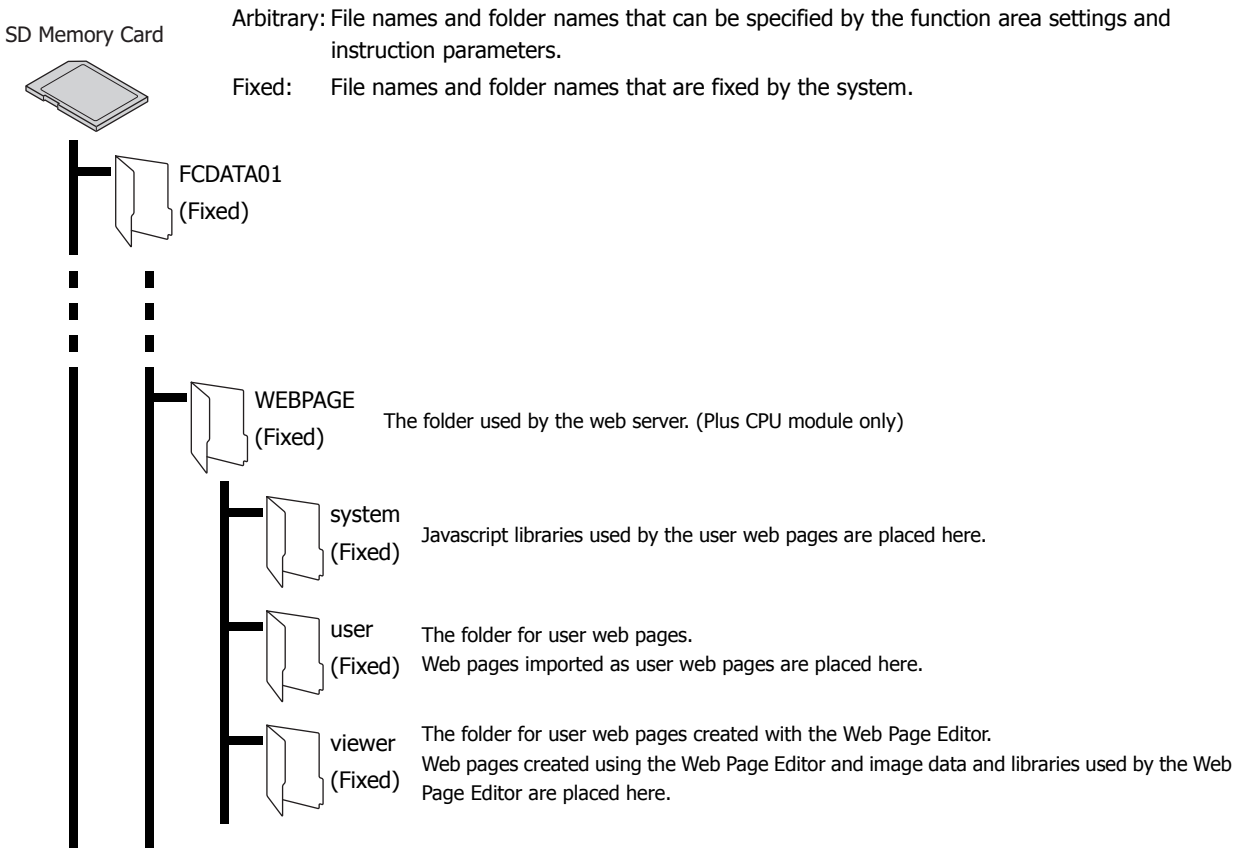 Arbitrary: File names and folder names that can be specified by the function area settings and
instruction parameters.
SD Memory Card
Fixed: File names and folder names that are fixed by the system.
FCDATA01
(Fixed)
WEBPAGE
(Fixed)
The folder used by the web server. (Plus CPU module only)
system
(Fixed)
Javascript libraries used by the user web pages are placed here.
user
(Fixed)
The folder for user web pages.
Web pages imported as user web pages are placed here.
viewer
(Fixed)
The folder for user web pages created with the Web Page Editor.
Web pages created using the Web Page Editor and image data and libraries used by the Web
Page Editor are placed here.